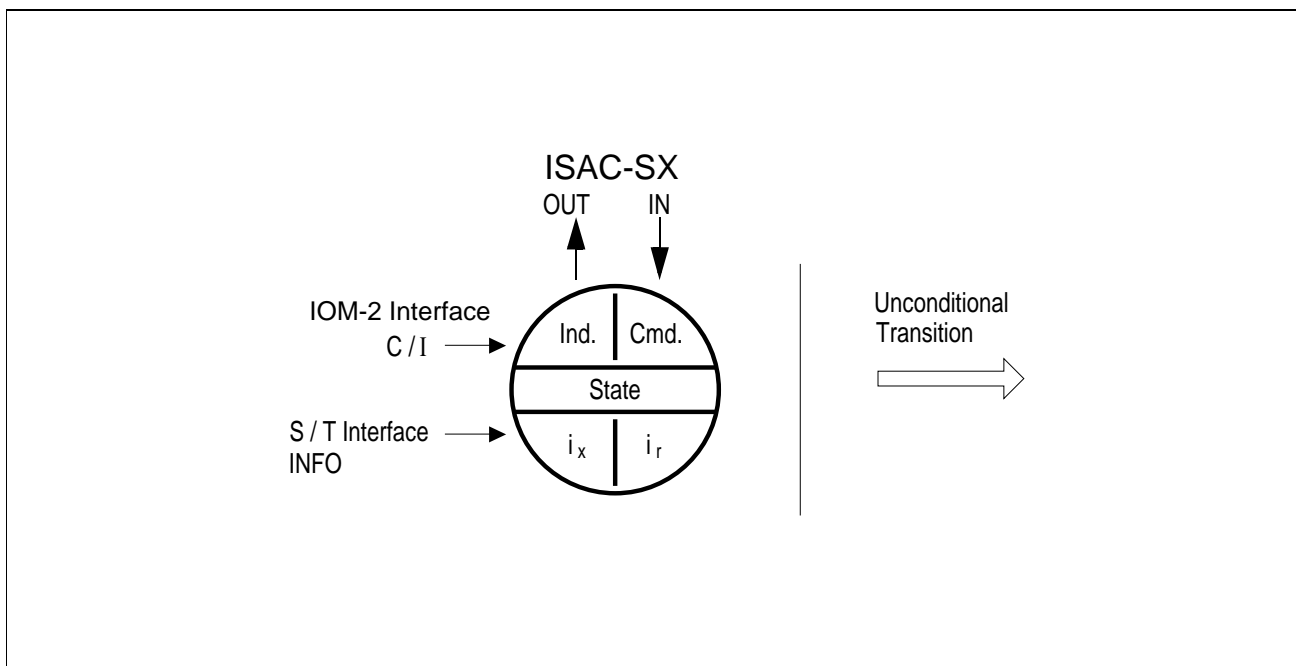 ISAC-SX
OUT IN
IOM-2 Interface
C / I
Ind. Cmd.
State
S / T Interface
INFO
i x i r
Unconditional
Transition